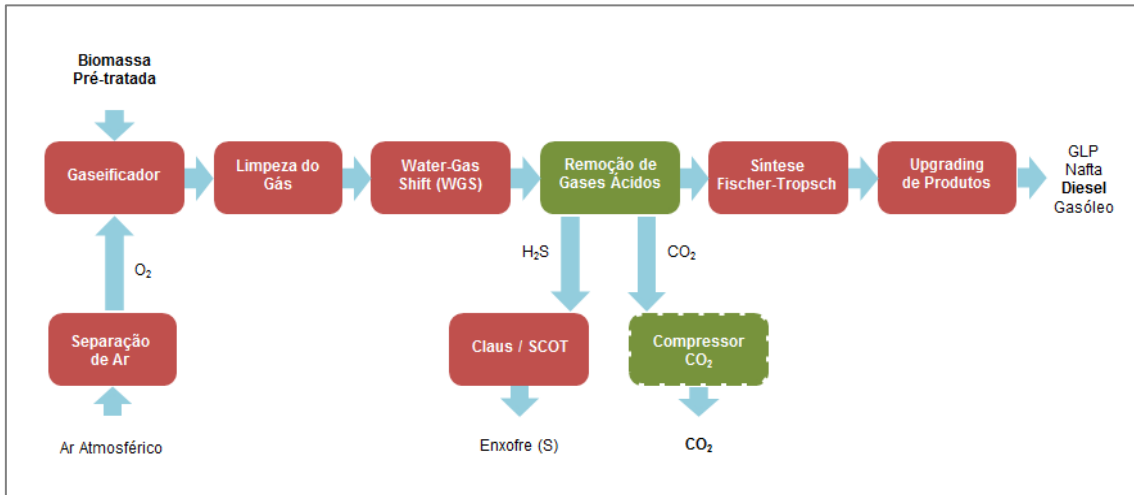 Biomassa
Pré-tratada
Gaseificador
Limpeza do
Gás
Water-Gas
Shift (WGS)
Remoção de
Gases Ácidos
Síntese
Fischer-Tropsch
Upgrading
de Produtos
GLP
Nafta
Diesel
Gasóleo
O₂
H₂S
CO₂
Separação
de Ar
Claus / SCOT
Compressor
CO₂
Ar Atmosférico
Enxofre (S)
CO₂